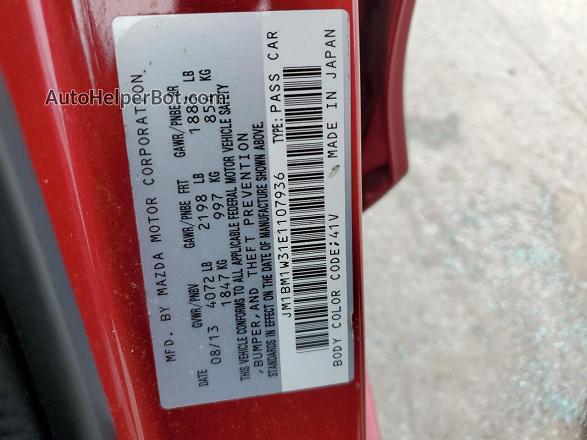 AutoHelperBot.com
MFD. BY MAZDA MOTOR CORPORATION
DATE GVWR/PNBV GAWR/PNBE FRT GAWR/PNBE RR
08/13 4072 LB 2198 LB LB
1847 KG 997 KG KG
THIS VEHICLE CONFORMS TO ALL APPLICABLE FEDERAL MOTOR VEHICLE SAFETY
BUMPER, AND THEFT PREVENTION
STANDARDS IN EFFECT ON THE DATE OF MANUFACTURE SHOWN ABOVE.
JM1BM1W31E1107936 TYPE: PASS CAR
BODY COLOR CODE;41V MADE IN JAPAN